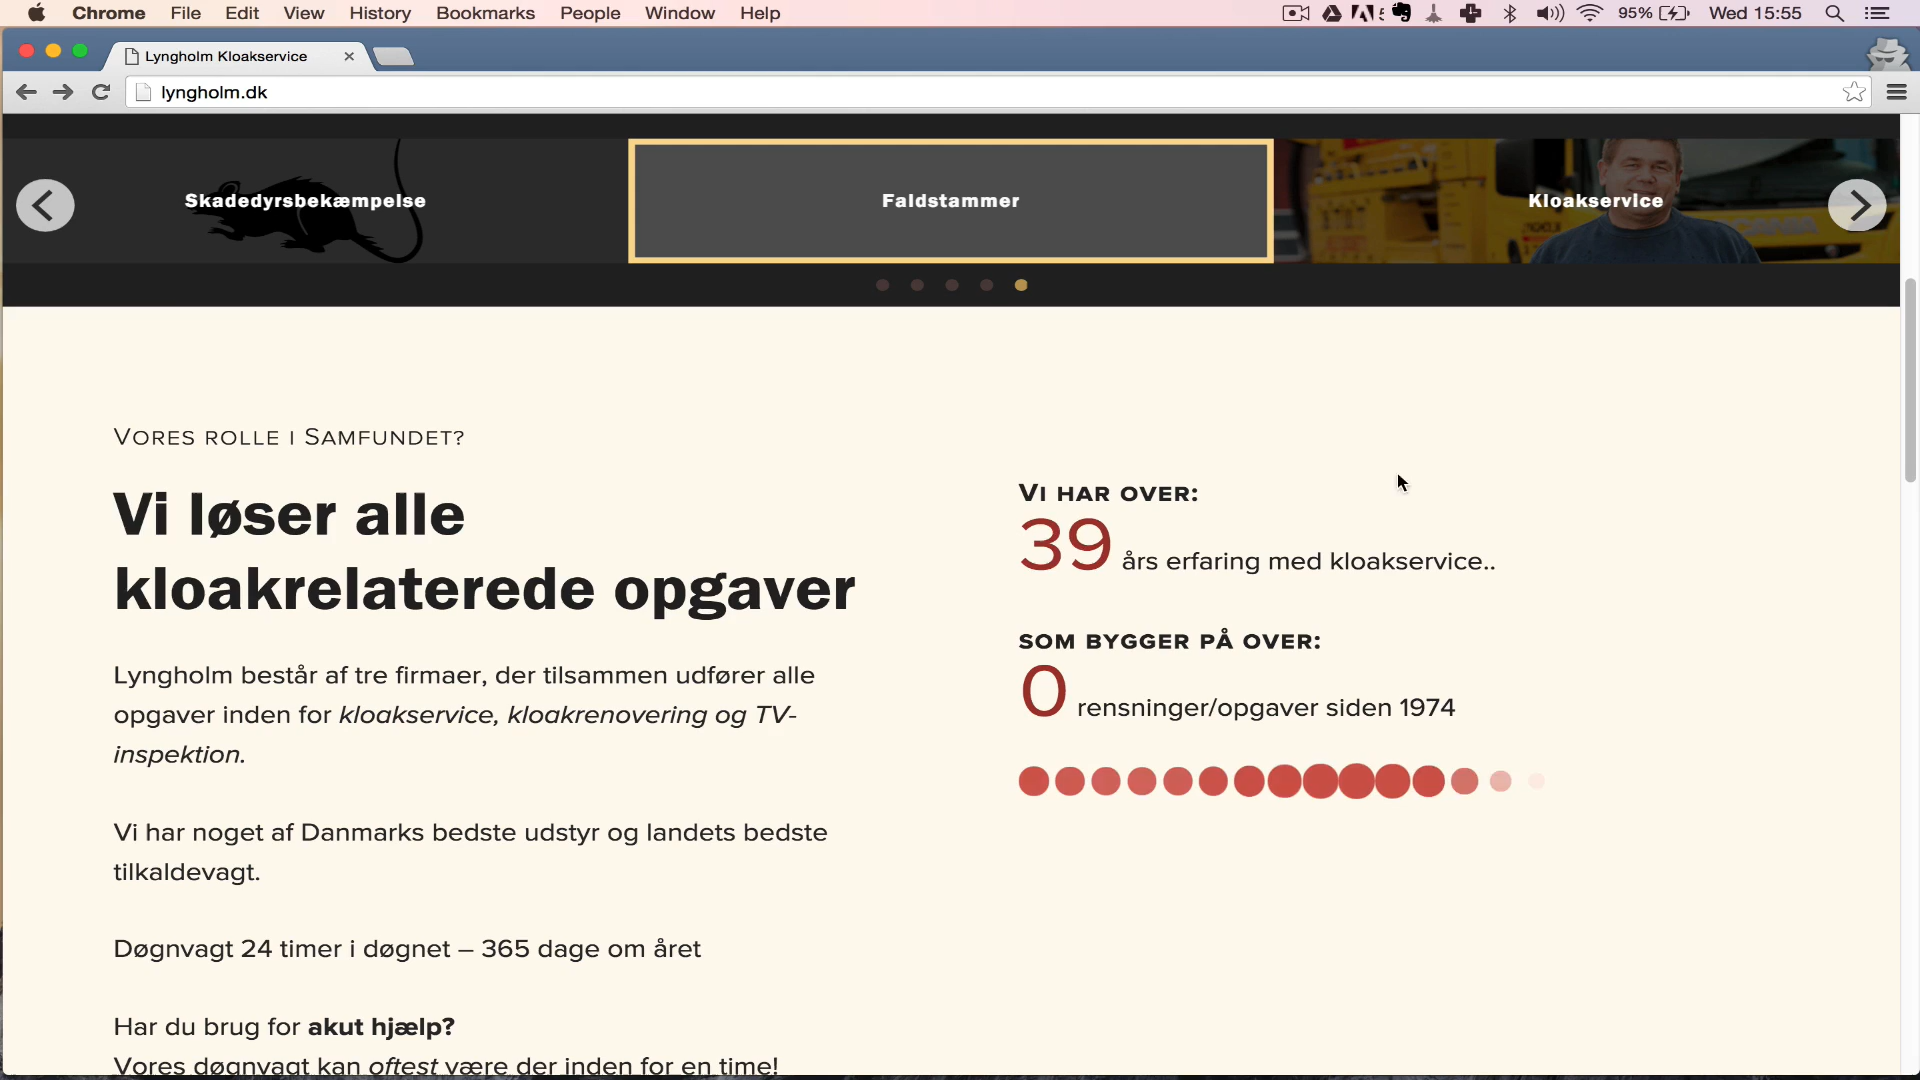 Chrome File Edit View History Bookmarks People Window Help 5 95% Wed 15:55
Lyngholm Kloakservice
lyngholm.dk
Skadedyrsbekæmpelse
Faldstammer
Kloakservice
SCANIA
Vores rolle i Samfundet?
Vi løser alle
kloakrelaterede opgaver
Lyngholm består af tre firmaer, der tilsammen udfører alle
opgaver inden for kloakservice, kloakrenovering og TV-
inspektion.
Vi har noget af Danmarks bedste udstyr og landets bedste
tilkaldevagt.
Døgnvagt 24 timer i døgnet – 365 dage om året
Har du brug for akut hjælp?
Vores døgnvagt kan oftest være der inden for en time!
Vi har over:
39 års erfaring med kloakservice..
som bygger på over:
0 rensninger/opgaver siden 1974